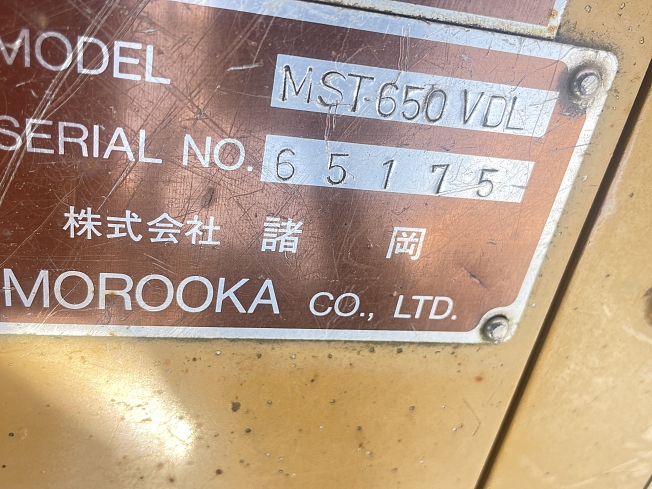 MODEL MST-650 VDL
SERIAL NO. 65175
株式会社 諸岡
MOROOKA CO., LTD.